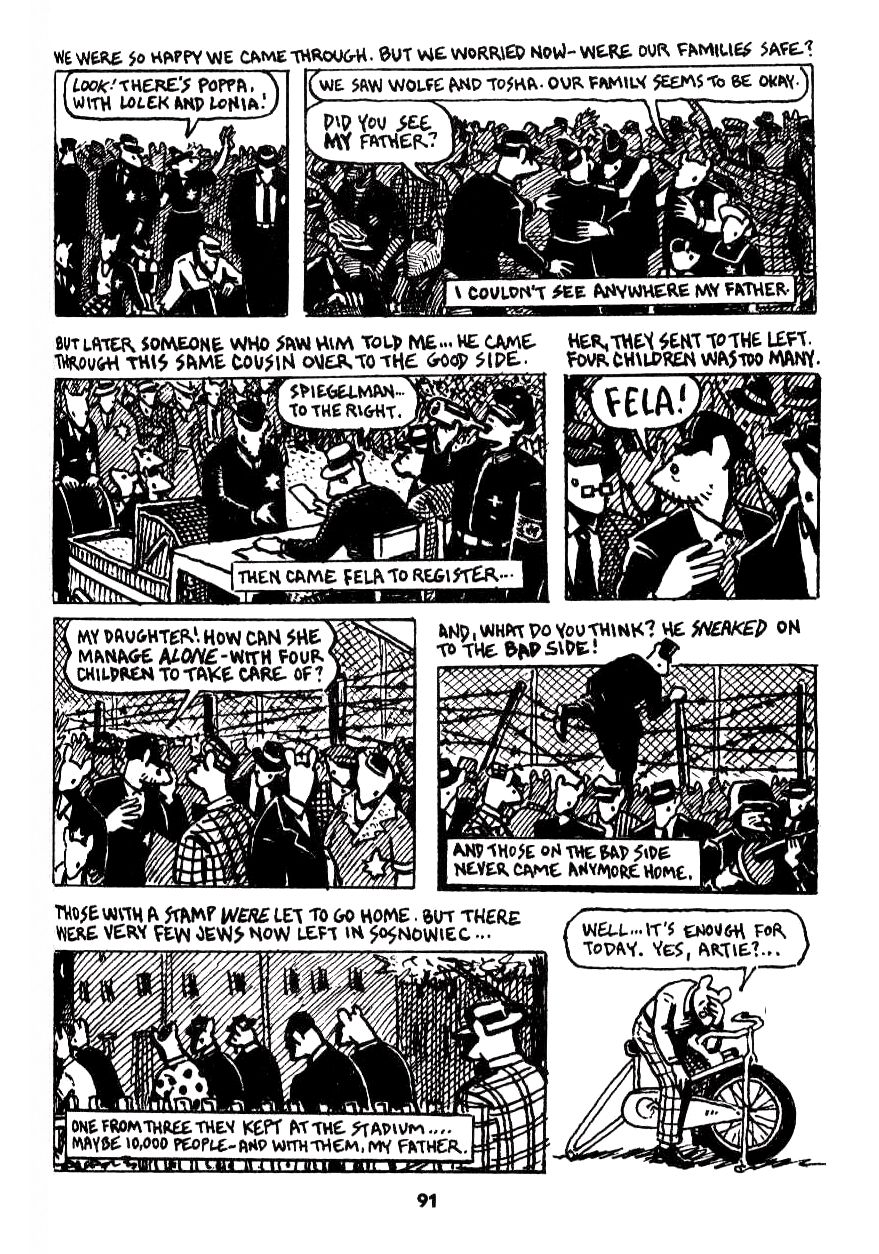 WE WERE SO HAPPY WE CAME THROUGH. BUT WE WORRIED NOW- WERE OUR FAMILIES SAFE?
LOOK! THERE'S POPPA,
WITH LOLEK AND LONIA!
WE SAW WOLFE AND TOSHA. OUR FAMILY SEEMS TO BE OKAY.
DID YOU SEE
MY FATHER?
I COULDN'T SEE ANYWHERE MY FATHER.
BUT LATER SOMEONE WHO SAW HIM TOLD ME... HE CAME
THROUGH THIS SAME COUSIN OVER TO THE GOOD SIDE.
SPIEGELMAN...
TO THE RIGHT.
THEN CAME FELA TO REGISTER...
HER, THEY SENT TO THE LEFT.
FOUR CHILDREN WAS TOO MANY.
FELA!
MY DAUGHTER! HOW CAN SHE
MANAGE ALONE-WITH FOUR
CHILDREN TO TAKE CARE OF?
AND, WHAT DO YOU THINK? HE SNEAKED ON
TO THE BAD SIDE!
AND THOSE ON THE BAD SIDE
NEVER CAME ANYMORE HOME.
THOSE WITH A STAMP WERE LET TO GO HOME. BUT THERE
WERE VERY FEW JEWS NOW LEFT IN SOSNOWIEC...
ONE FROM THREE THEY KEPT AT THE STADIUM....
MAYBE 10,000 PEOPLE-AND WITH THEM, MY FATHER.
WELL...IT'S ENOUGH FOR
TODAY. YES, ARTIE?...
91